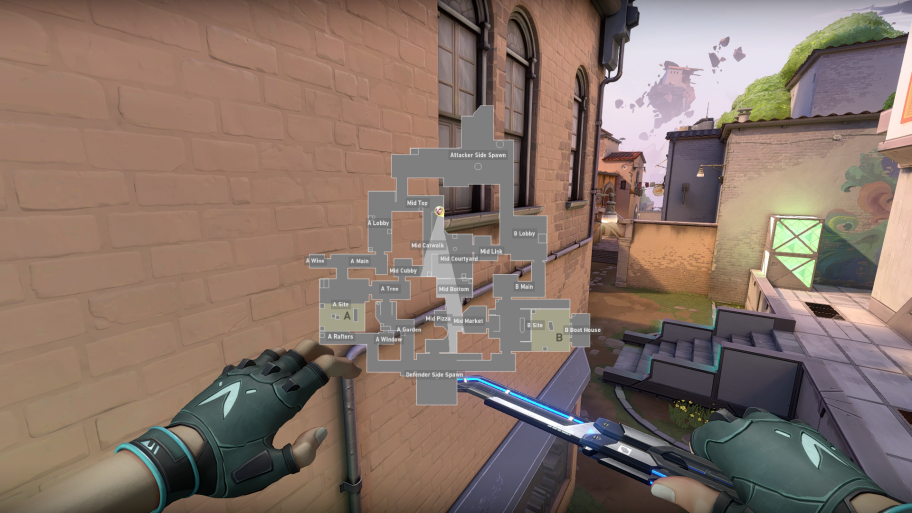 Attacker Side Spawn
Mid Top
A Lobby
B Lobby
Mid Catwalk
Mid Link
A Wine
A Main
Mid Courtyard
Mid Cubby
A Tree
Mid Bottom
B Main
A Site
A
Mid Pizza
Mid Market
B Site
B Boat House
A Garden
A Rafters
A Window
B
Defender Side Spawn